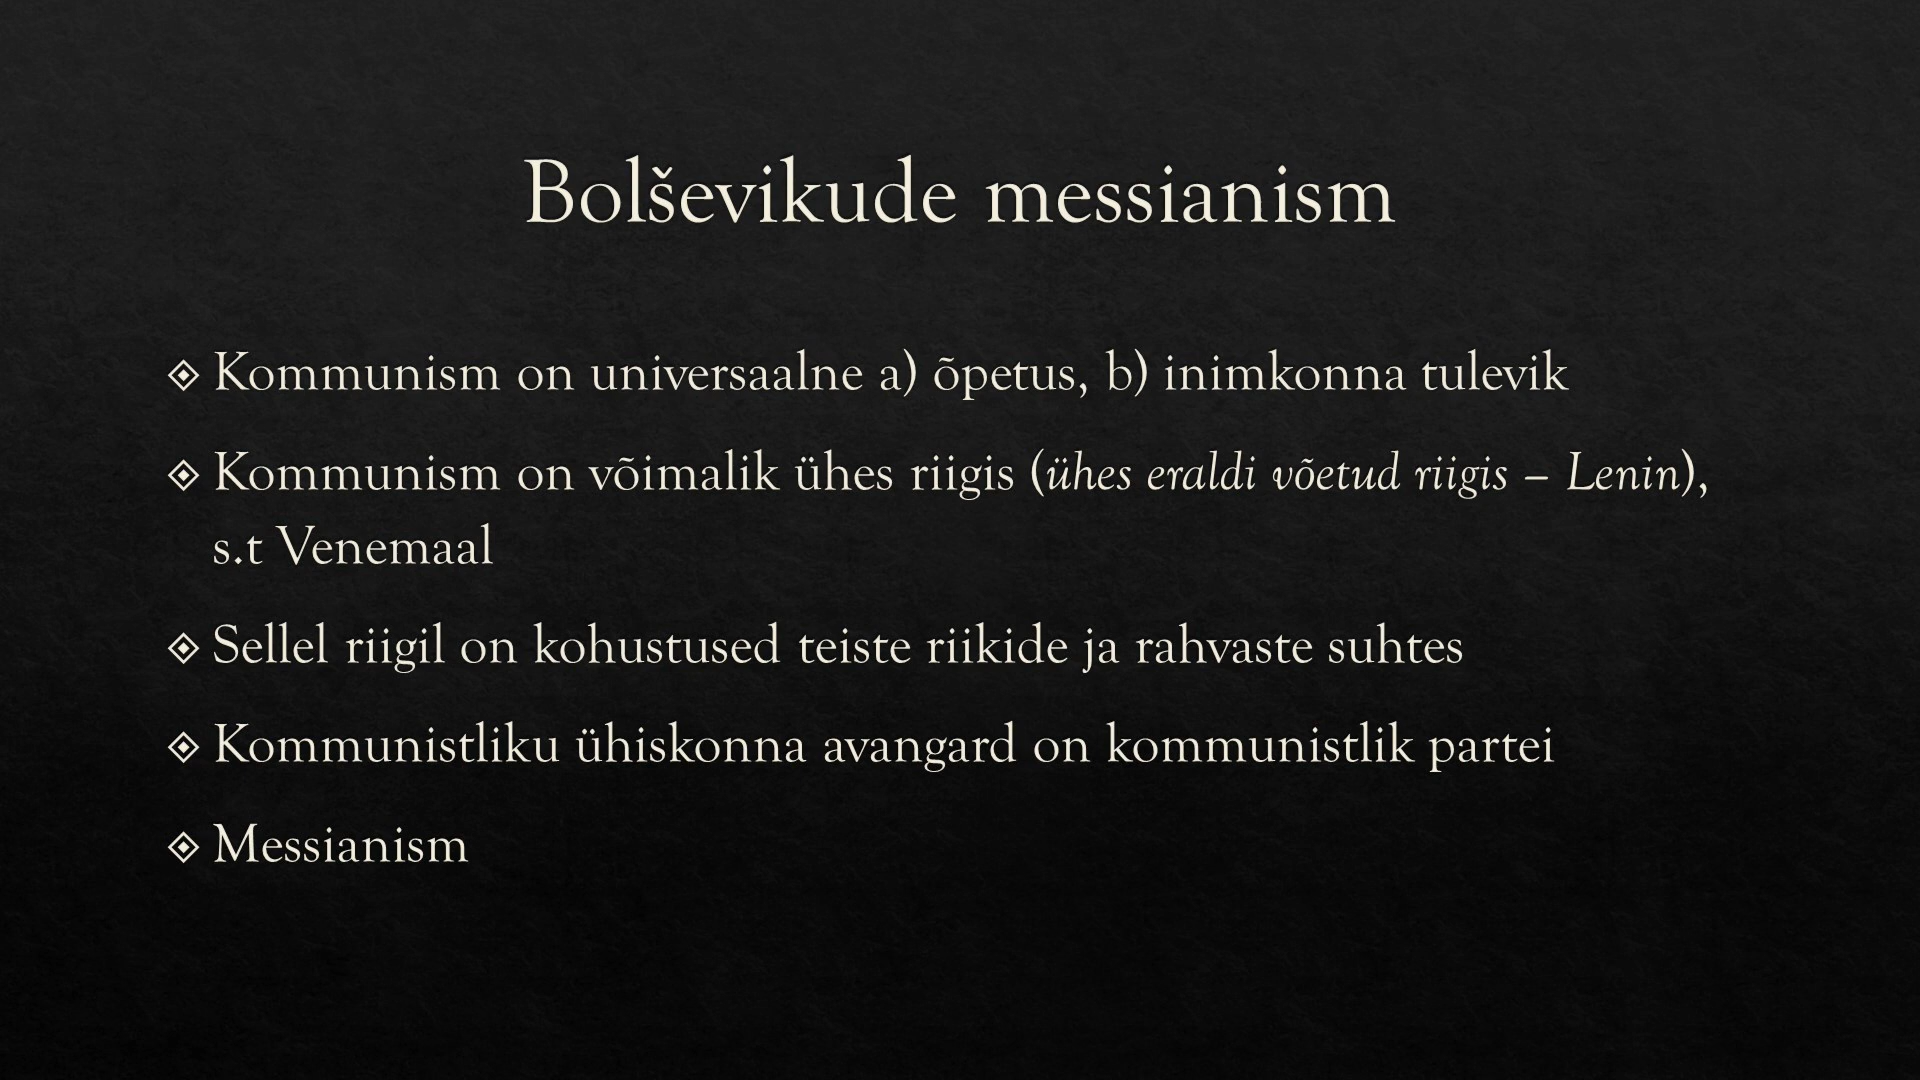 Bolševikude messianism
Kommunism on universaalne a) õpetus, b) inimkonna tulevik
Kommunism on võimalik ühes riigis (ühes eraldi võetud riigis – Lenin),
s.t Venemaal
Sellel riigil on kohustused teiste riikide ja rahvaste suhtes
Kommunistliku ühiskonna avangard on kommunistlik partei
Messianism